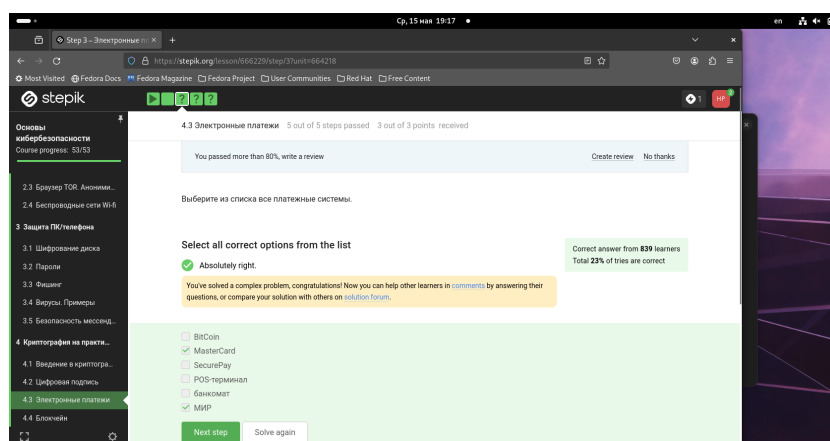 Ср, 15 мая 19:17
en
Step 3 – Электронные пл
https://stepik.org/lesson/666229/step/3?unit=664218
Most Visited Fedora Docs Fedora Magazine Fedora Project User Communities Red Hat Free Content
stepik
1
HP
Основы кибербезопасности
Course progress: 53/53
4.3 Электронные платежи 5 out of 5 steps passed 3 out of 3 points received
You passed more than 80%, write a review Create review No thanks
2.3 Браузер TOR. Аноними...
2.4 Беспроводные сети Wi-fi
3 Защита ПК/телефона
3.1 Шифрование диска
3.2 Пароли
3.3 Фишинг
3.4 Вирусы. Примеры
3.5 Безопасность мессенд...
4 Криптография на практи...
4.1 Введение в криптогра...
4.2 Цифровая подпись
4.3 Электронные платежи
4.4 Блокчейн
Выберите из списка все платежные системы.
Select all correct options from the list
Absolutely right.
Correct answer from 839 learners
Total 23% of tries are correct
You've solved a complex problem, congratulations! Now you can help other learners in comments by answering their
questions, or compare your solution with others on solution forum.
BitCoin
MasterCard
SecurePay
POS-терминал
банкомат
МИР
Next step Solve again